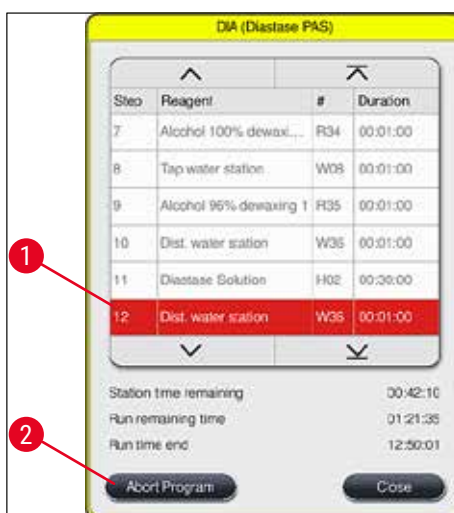 DIA (Diastase PAS)
Step Reagent # Duration
7 Alcohol 100% dewaxi... R34 00:01:00
8 Tap water station W08 00:01:00
9 Alcohol 96% dewaxing 1 R35 00:01:00
10 Dist. water station W36 00:01:00
11 Diastase Solution H02 00:30:00
1
12 Dist. water station W36 00:01:00
Station time remaining 00:42:10
Run remaining time 01:21:35
2
Run time end 12:50:01
Abort Program Close